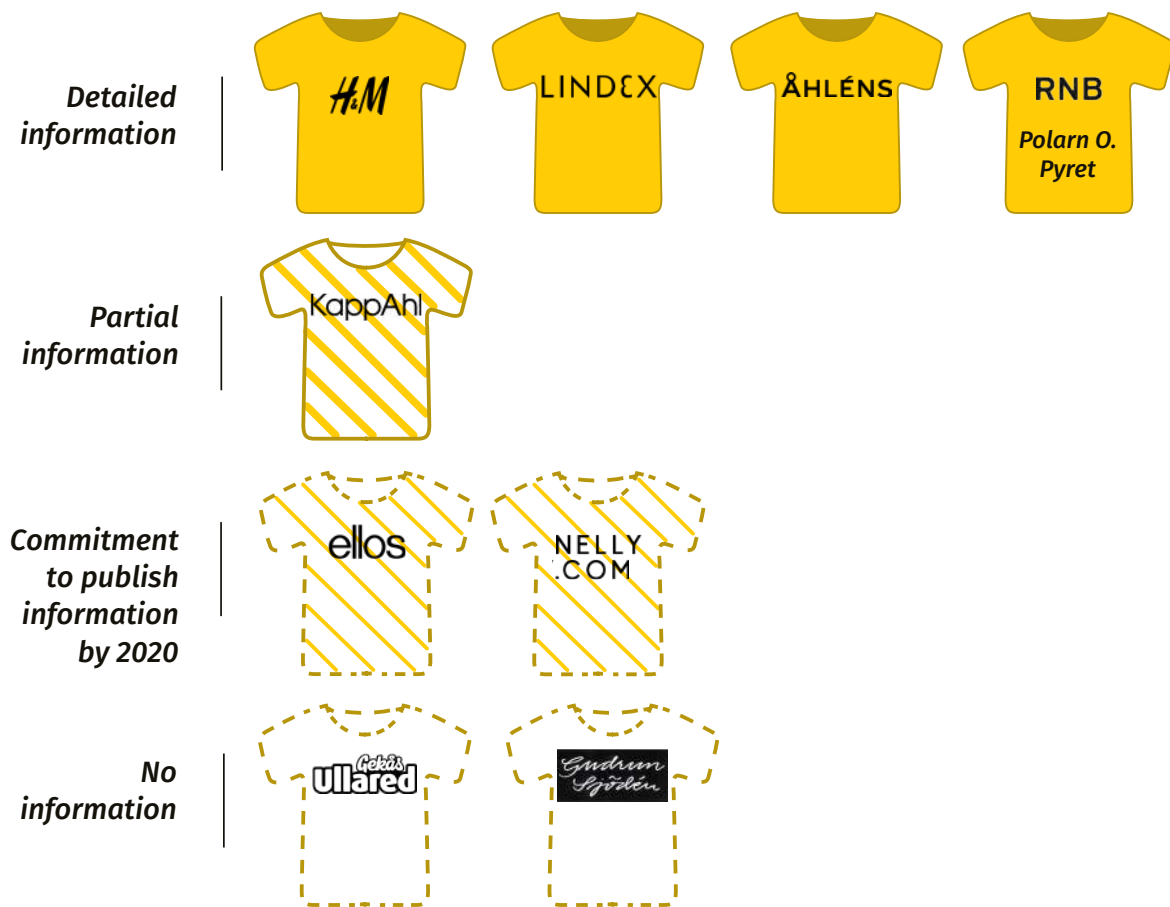 Detailed
information
H&M
LINDEX
ÅHLÉNS
RNB
Polarn O.
Pyret
Partial
information
KappAhl
Commitment
to publish
information
by 2020
ellos
NELLY
.COM
No
information
Gekås
Ullared
Gudrun
Sjödén